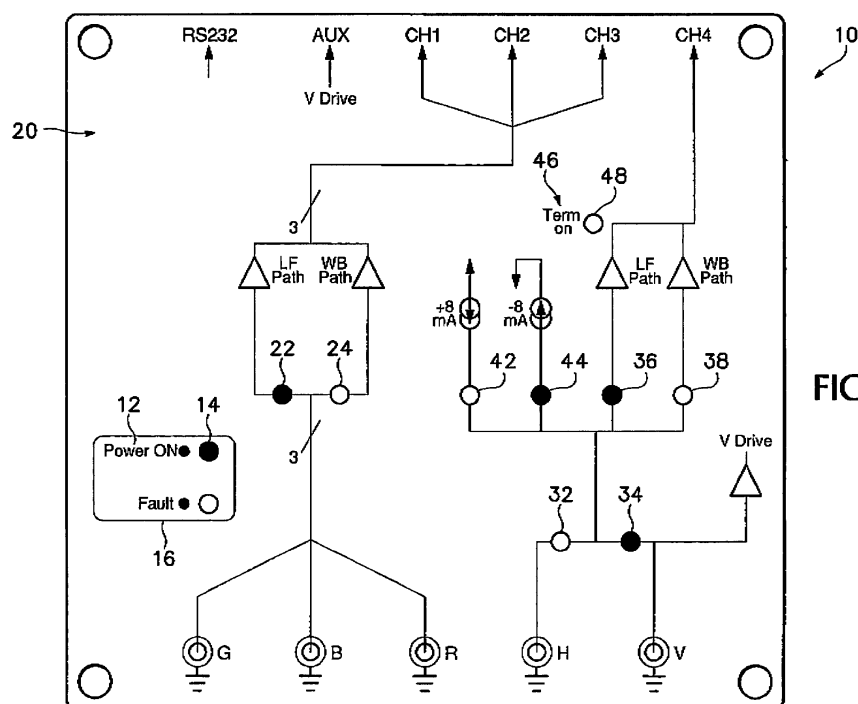 RS232 AUX CH1 CH2 CH3 CH4 10
V Drive
20
46
48
3 Term on
LF Path WB Path LF Path WB Path
+8 mA -8 mA
22 24 42 44 36 38
FIC
12 14
3 V Drive
Power ON
Fault 32 34
16
G B R H V